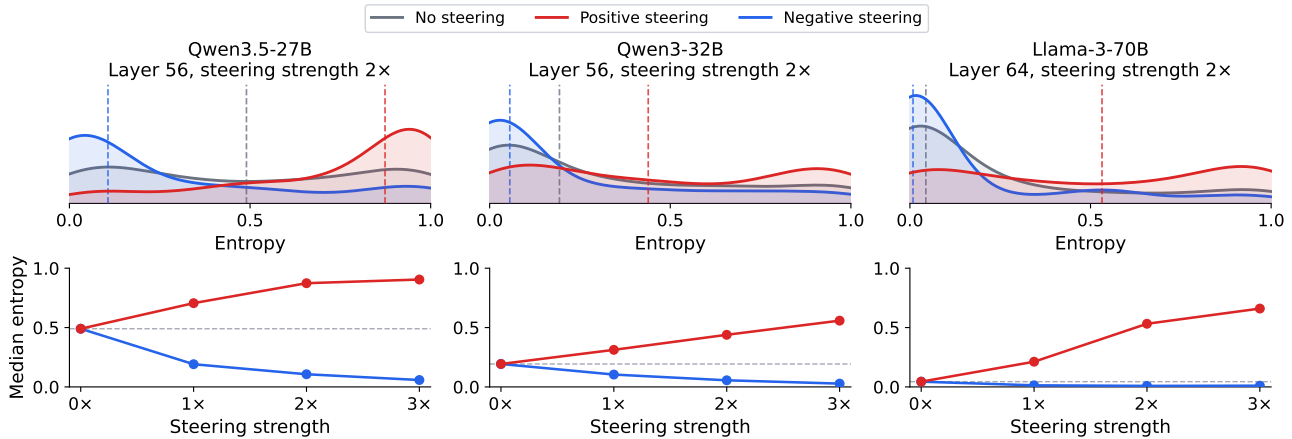 No steering Positive steering Negative steering
Qwen3.5-27B
Layer 56, steering strength 2×
Qwen3-32B
Layer 56, steering strength 2×
Llama-3-70B
Layer 64, steering strength 2×
0.0 0.5 1.0
Entropy
0.0 0.5 1.0
Entropy
0.0 0.5 1.0
Entropy
Median entropy
1.0
0.5
0.0
0× 1× 2× 3×
Steering strength
1.0
0.5
0.0
0× 1× 2× 3×
Steering strength
1.0
0.5
0.0
0× 1× 2× 3×
Steering strength